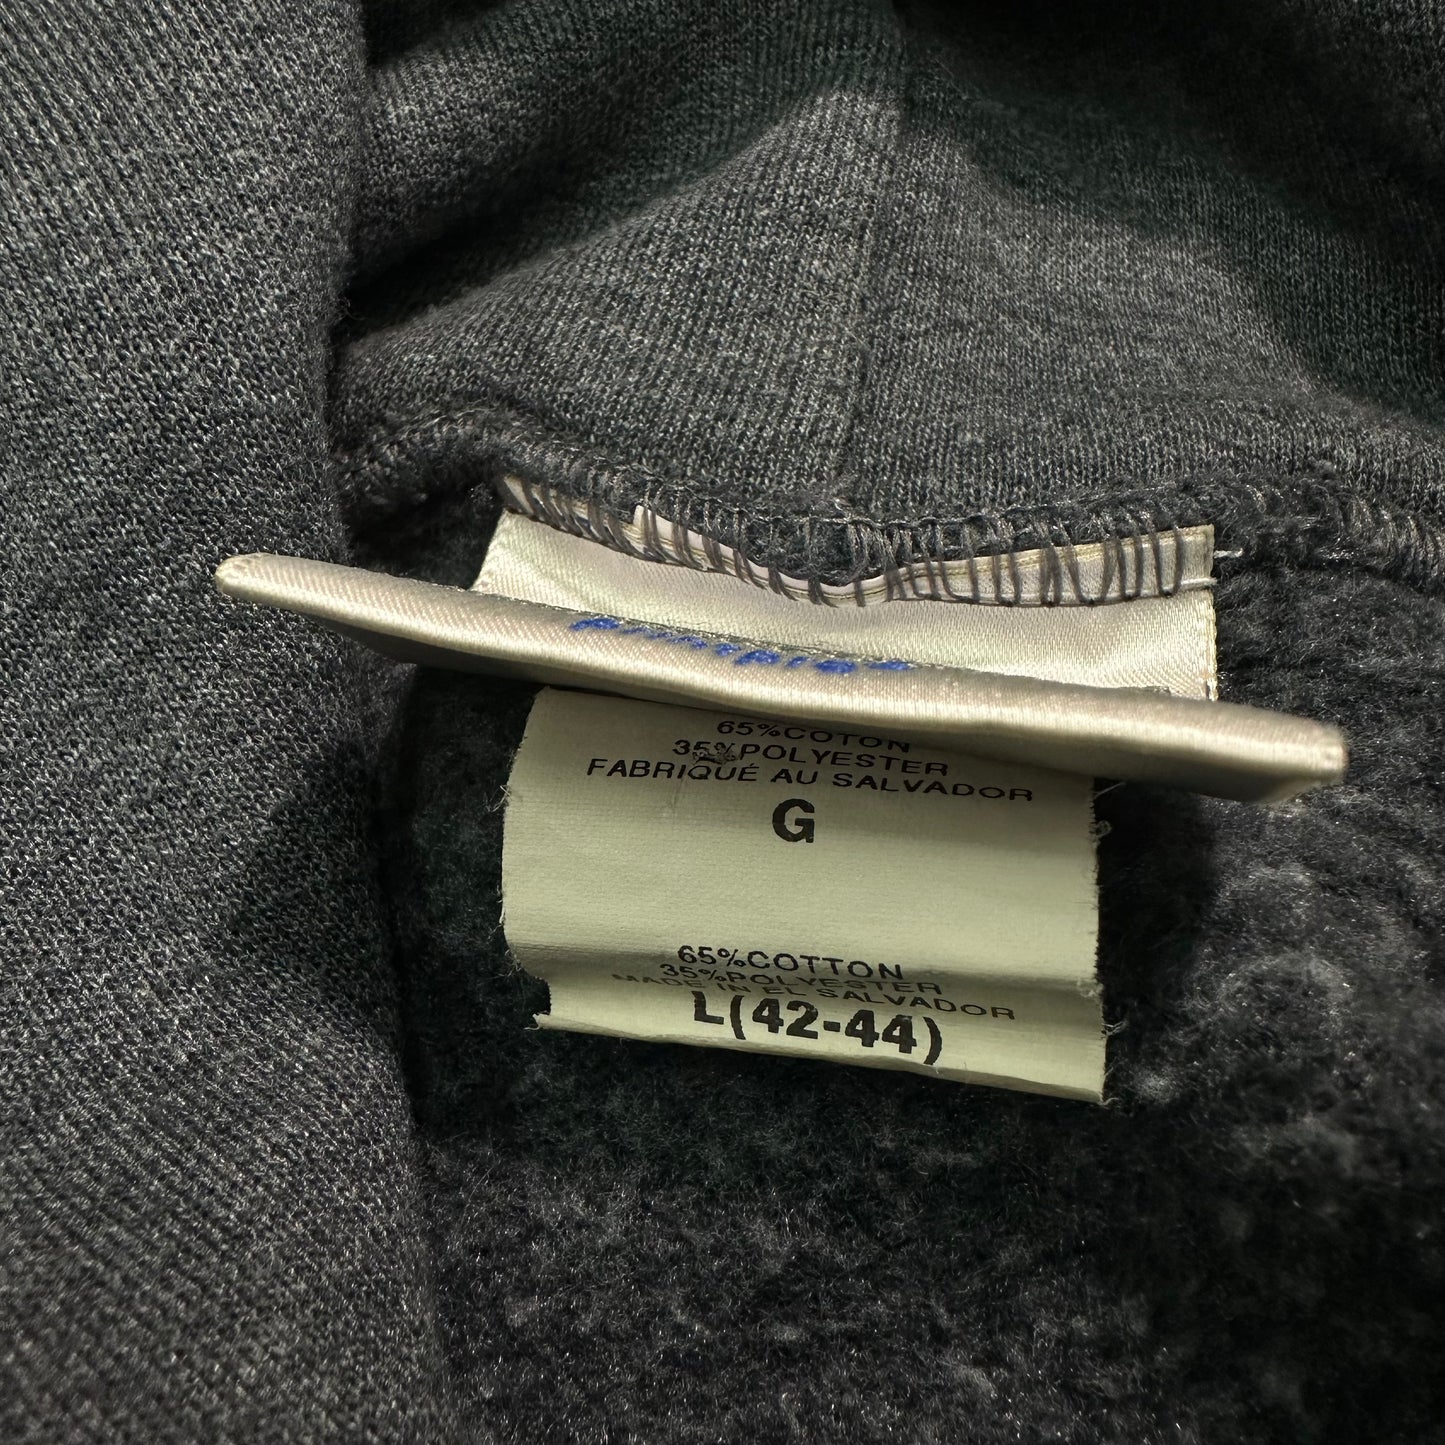 65%COTON
35%POLYESTER
FABRIQUÉ AU SALVADOR
G
65%COTTON
35%POLYESTER
MADE IN EL SALVADOR
L(42-44)